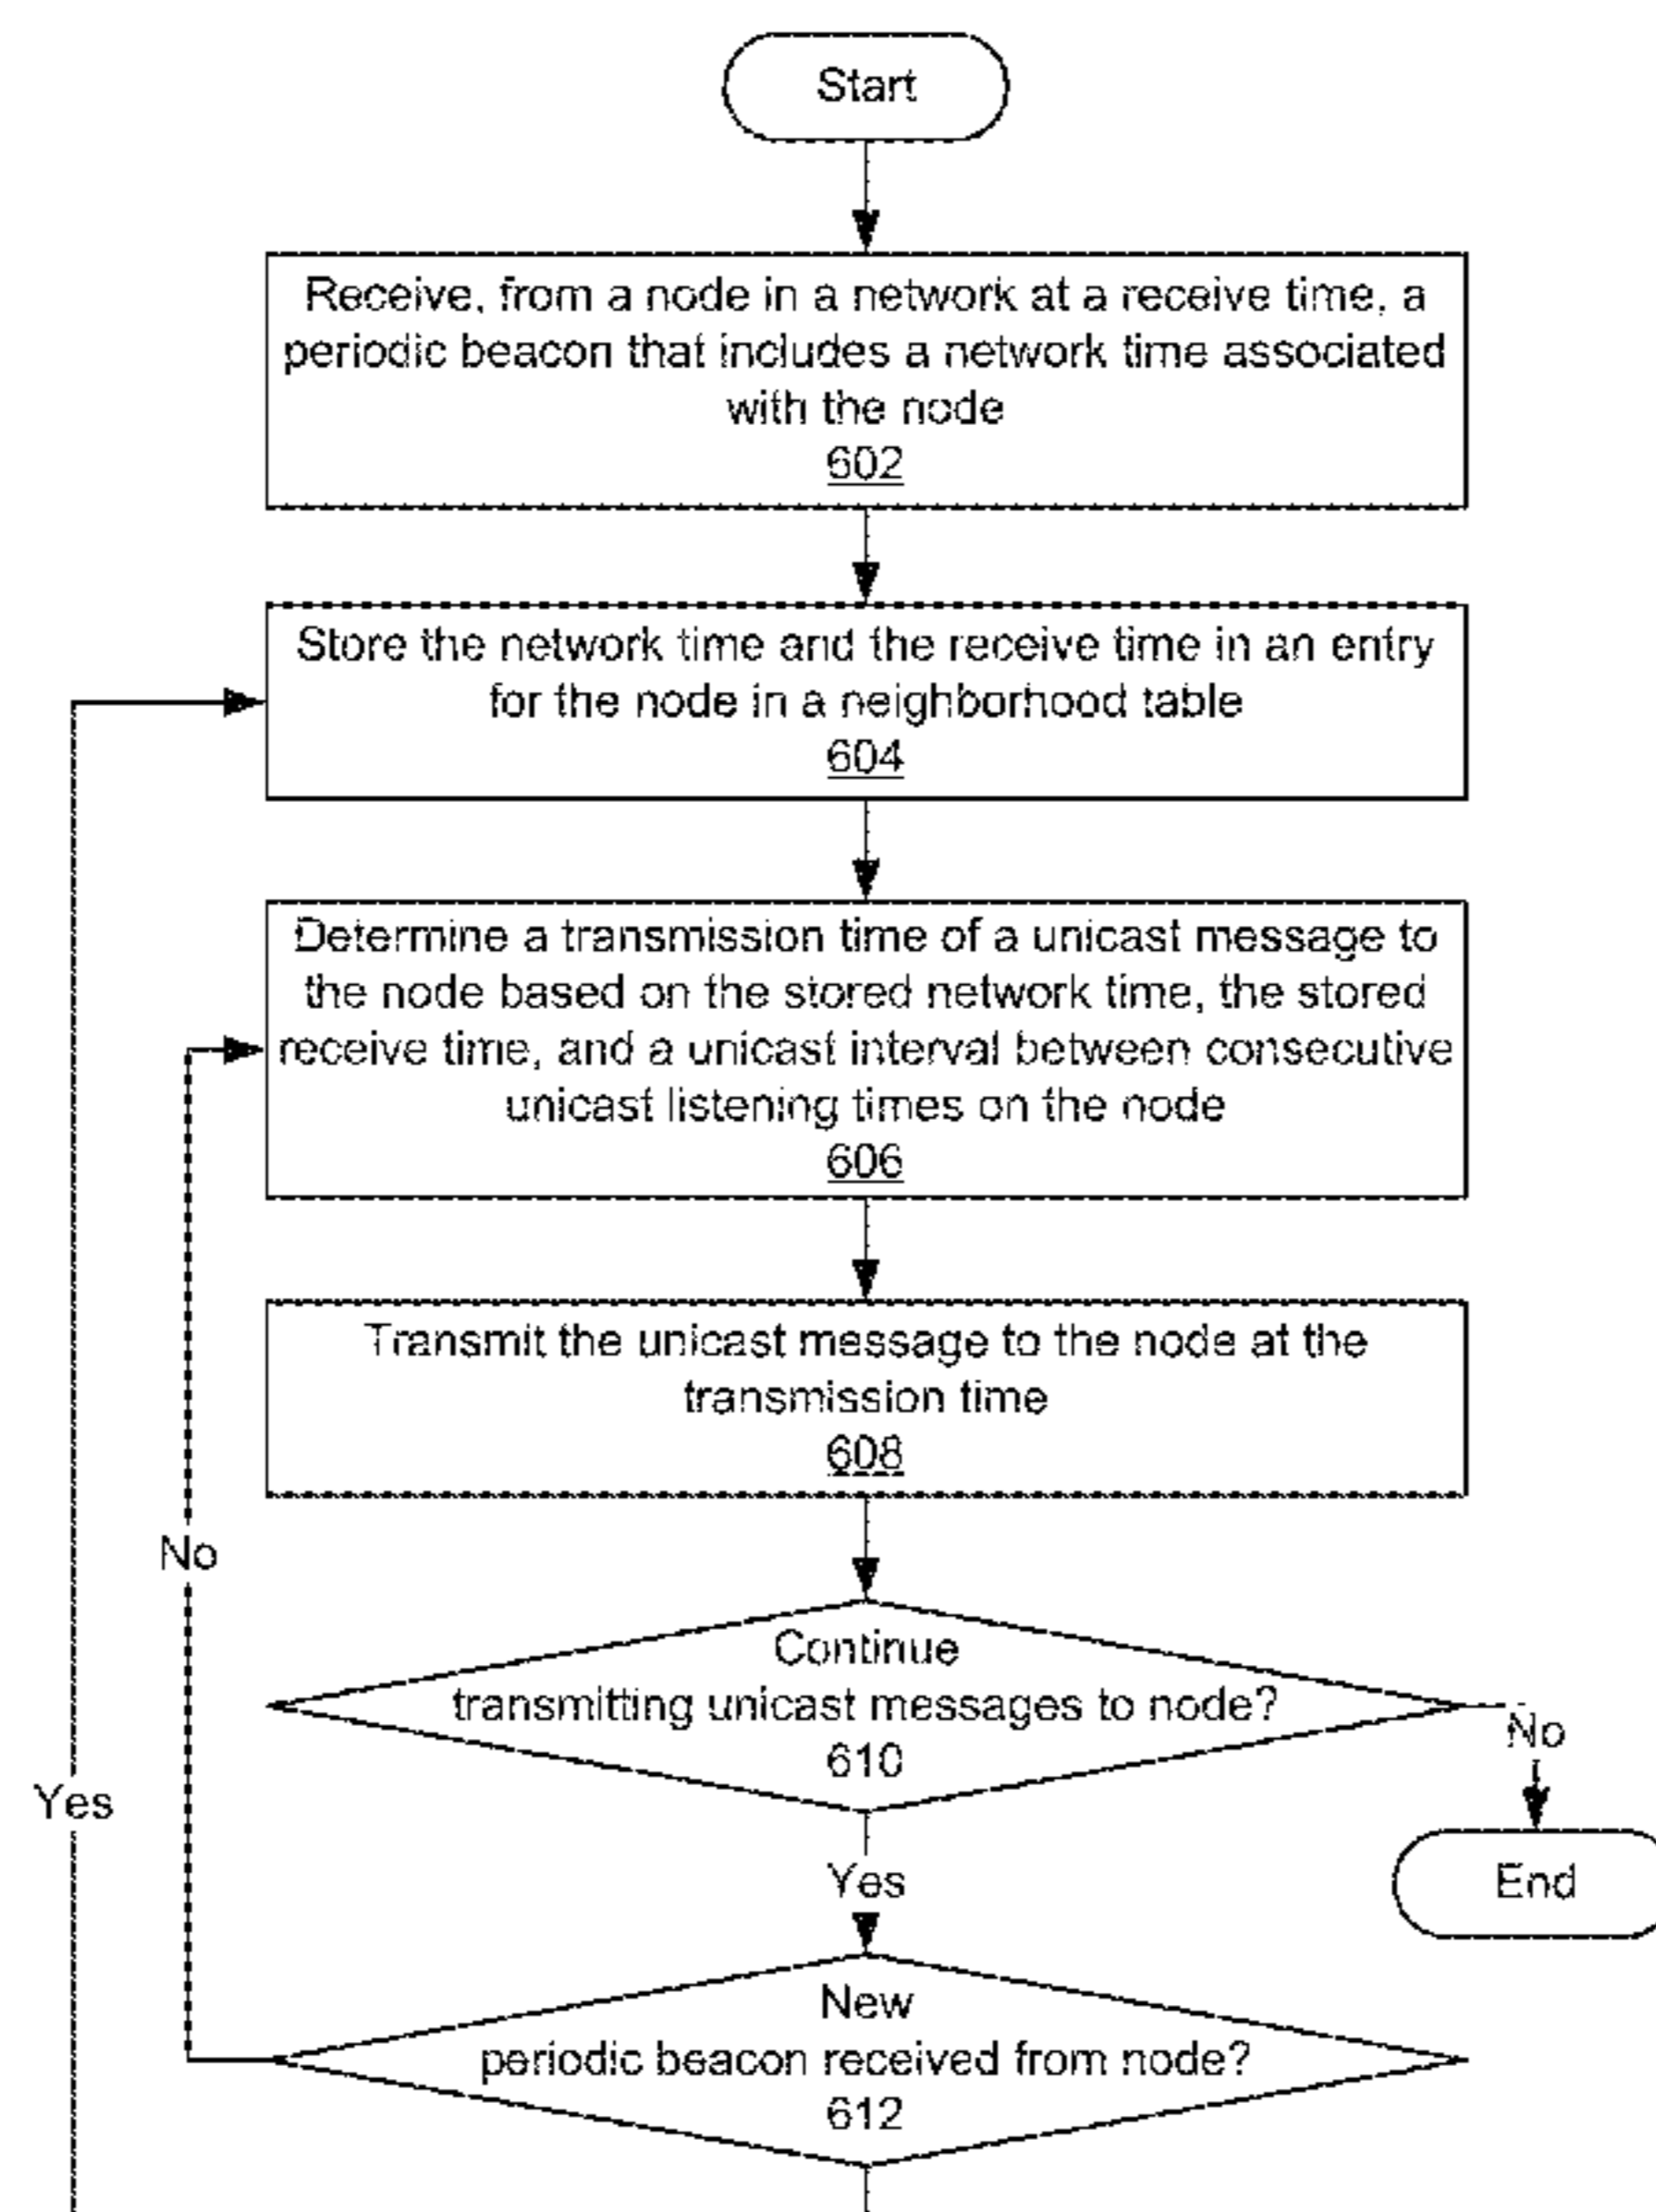 Start
Receive, from a node in a network at a receive time, a
periodic beacon that includes a network time associated
with the node
602
Store the network time and the receive time in an entry
for the node in a neighborhood table
604
Determine a transmission time of a unicast message to
the node based on the stored network time, the stored
receive time, and a unicast interval between consecutive
unicast listening times on the node
606
Transmit the unicast message to the node at the
transmission time
608
No
Continue
transmitting unicast messages to node?
610
No
Yes
Yes
End
New
periodic beacon received from node?
612